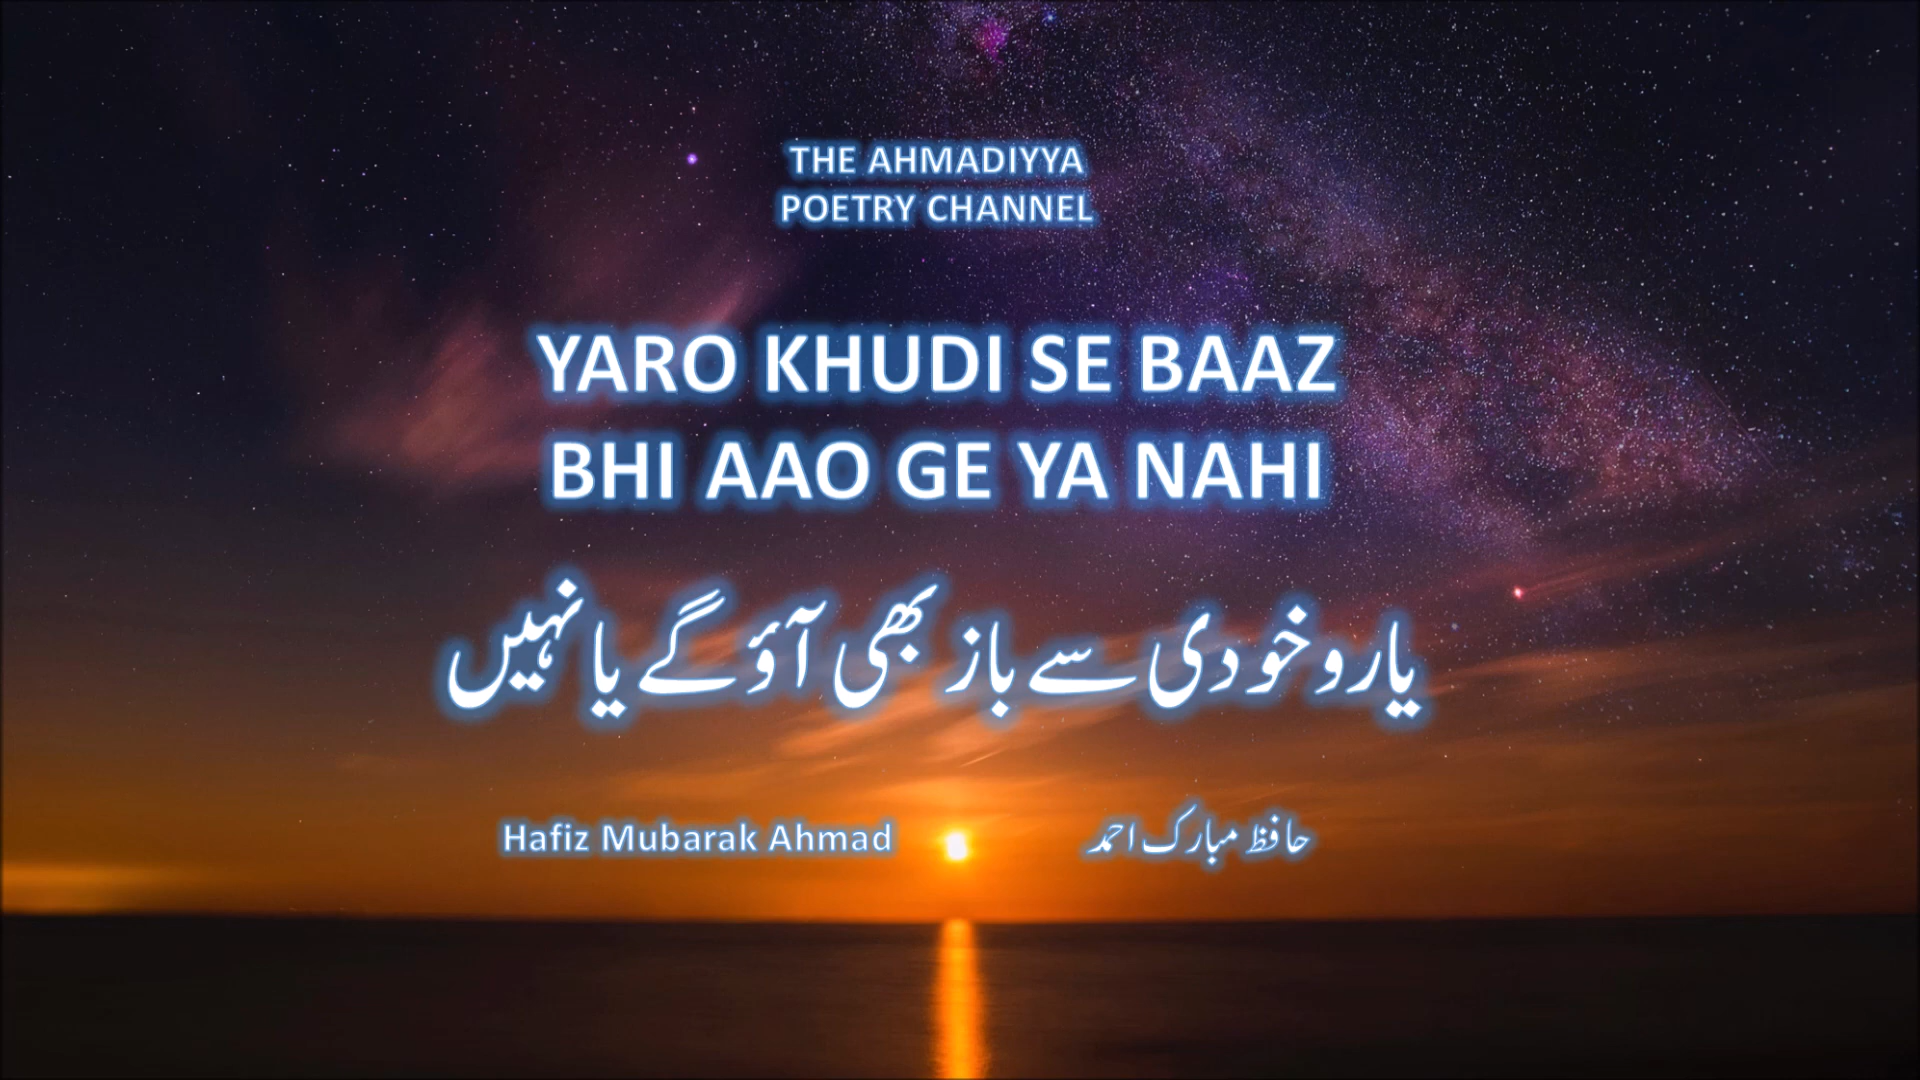 THE AHMADIYYA
POETRY CHANNEL
YARO KHUDI SE BAAZ
BHI AAO GE YA NAHI
یارو خودی سے باز بھی آؤ گے یا نہیں
Hafiz Mubarak Ahmad
حافظ مبارک احمد